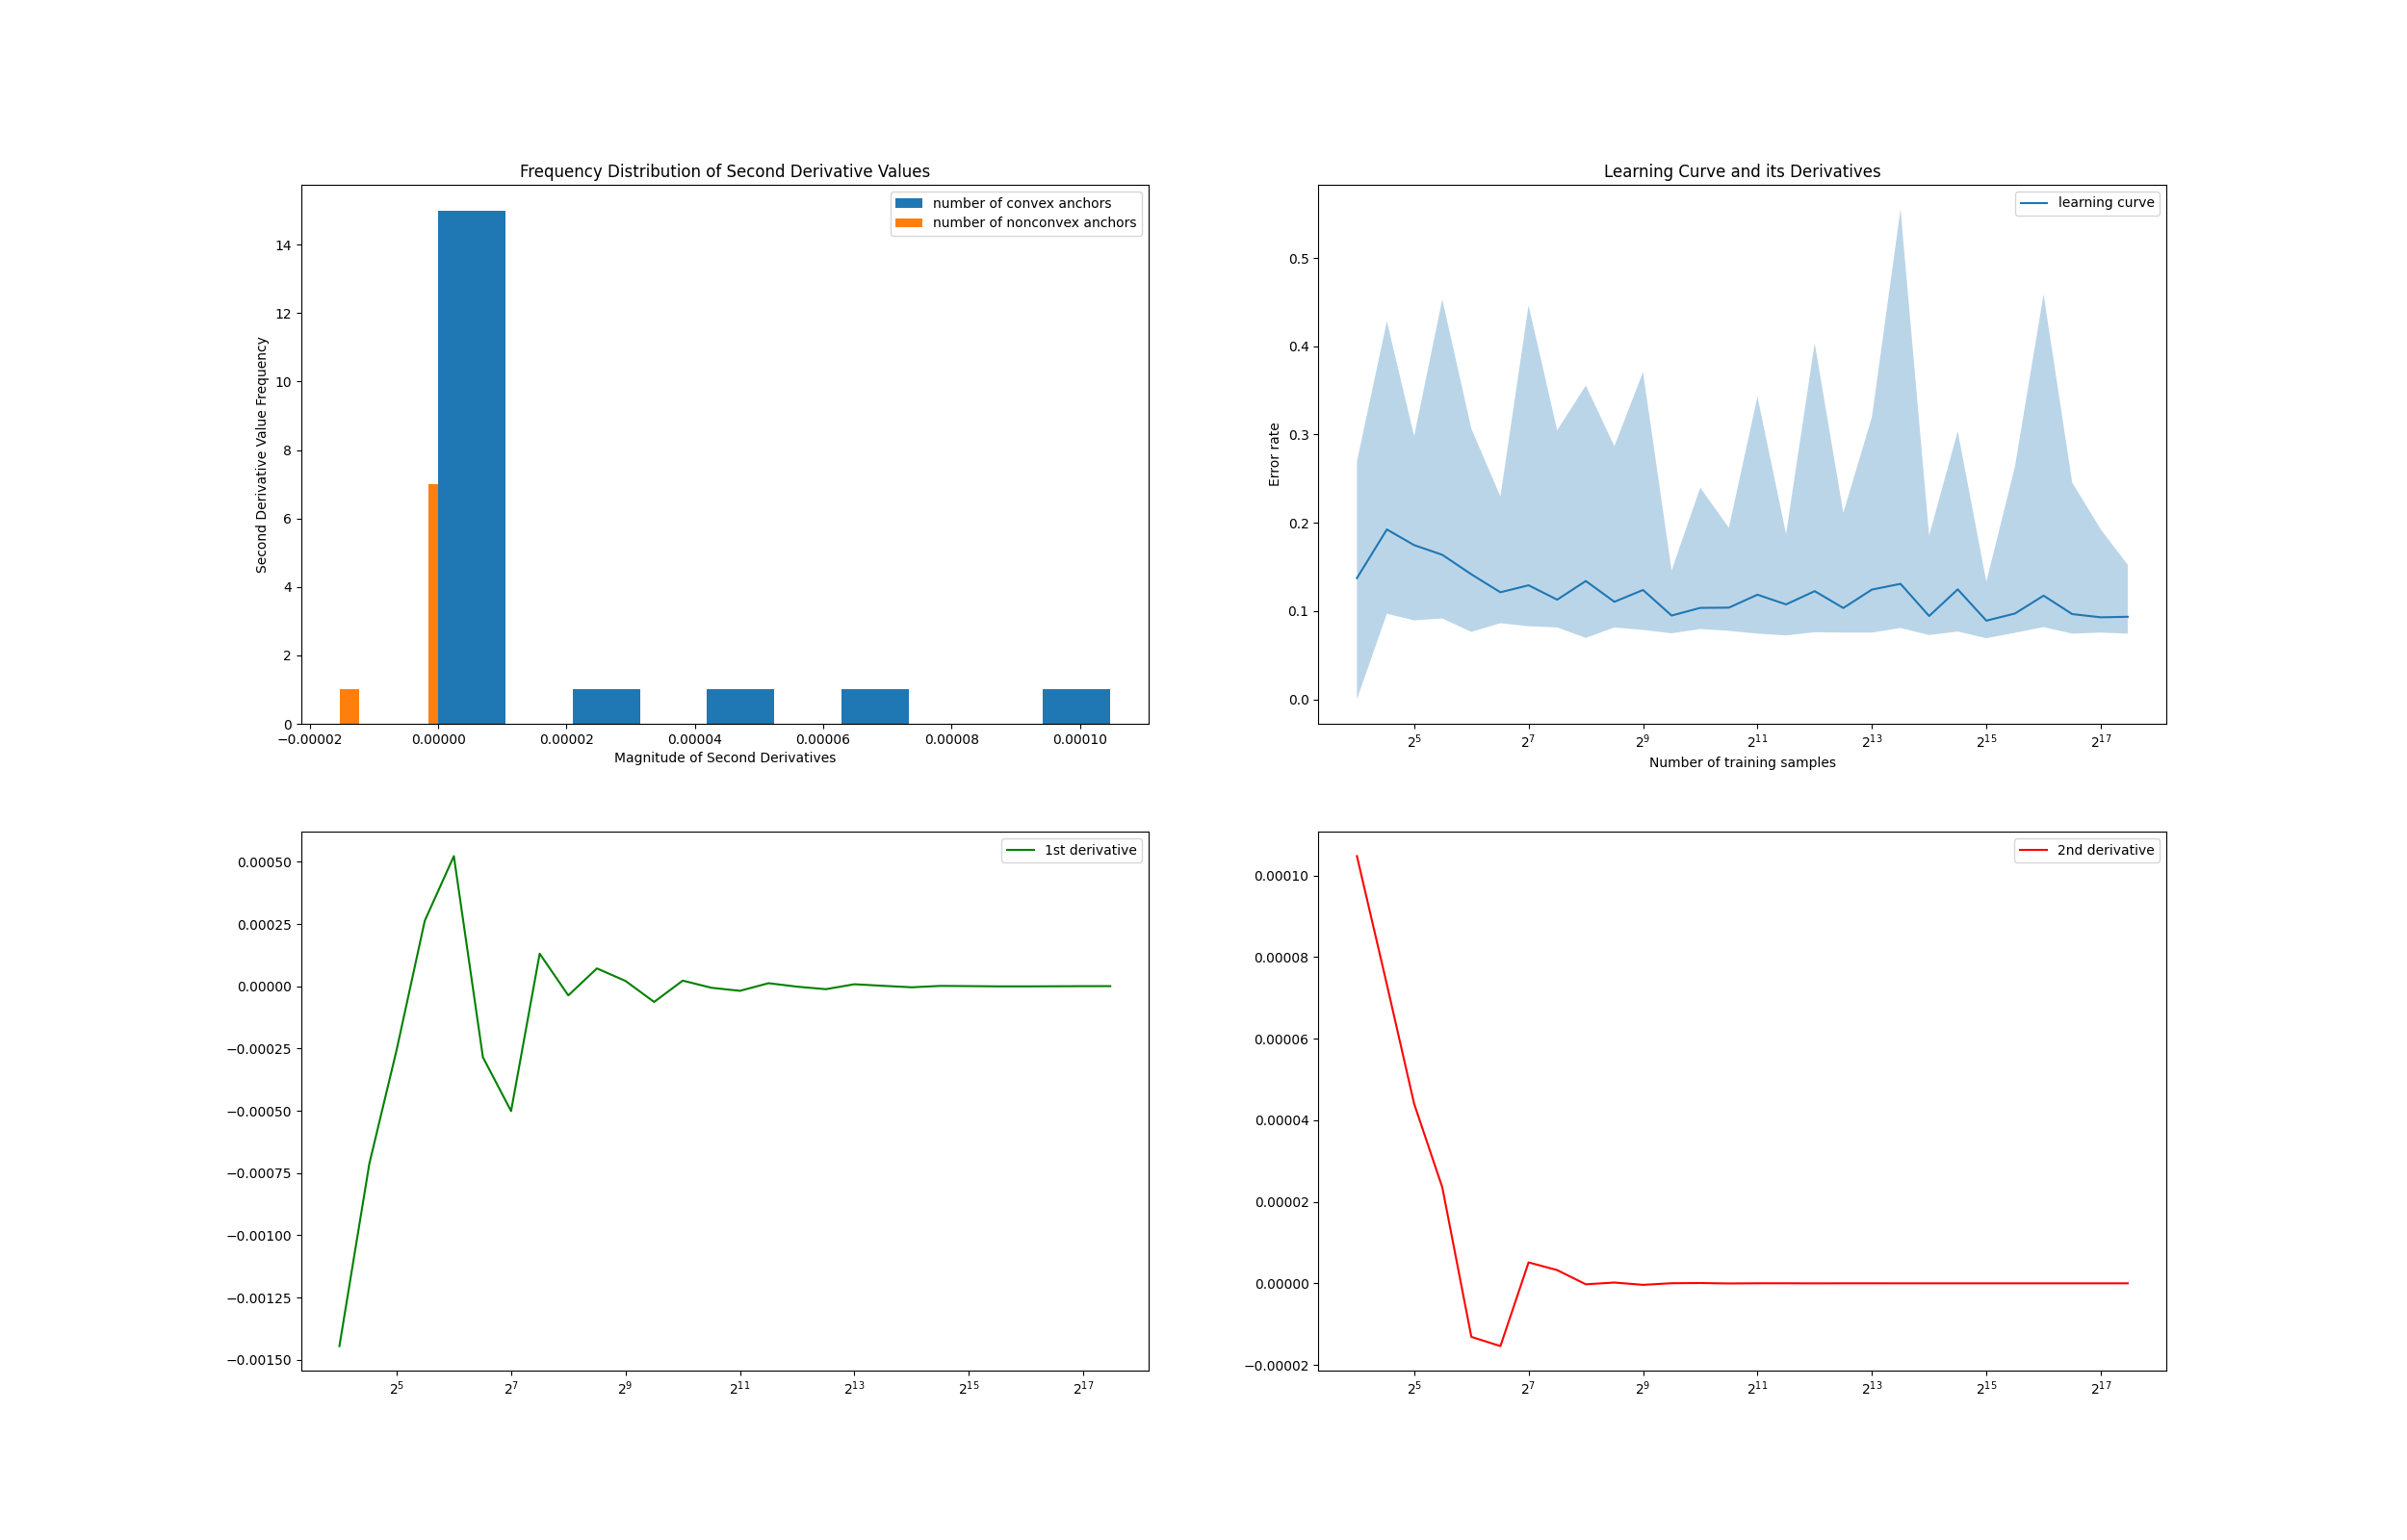 Frequency Distribution of Second Derivative Values
number of convex anchors
number of nonconvex anchors
Second Derivative Value Frequency
14
12
10
8
6
4
2
0
−0.00002 0.00000 0.00002 0.00004 0.00006 0.00008 0.00010
Magnitude of Second Derivatives
Learning Curve and its Derivatives
learning curve
Error rate
0.5
0.4
0.3
0.2
0.1
0.0
2^5 2^7 2^9 2^11 2^13 2^15 2^17
Number of training samples
1st derivative
0.00050
0.00025
0.00000
−0.00025
−0.00050
−0.00075
−0.00100
−0.00125
−0.00150
2^5 2^7 2^9 2^11 2^13 2^15 2^17
2nd derivative
0.00010
0.00008
0.00006
0.00004
0.00002
0.00000
−0.00002
2^5 2^7 2^9 2^11 2^13 2^15 2^17